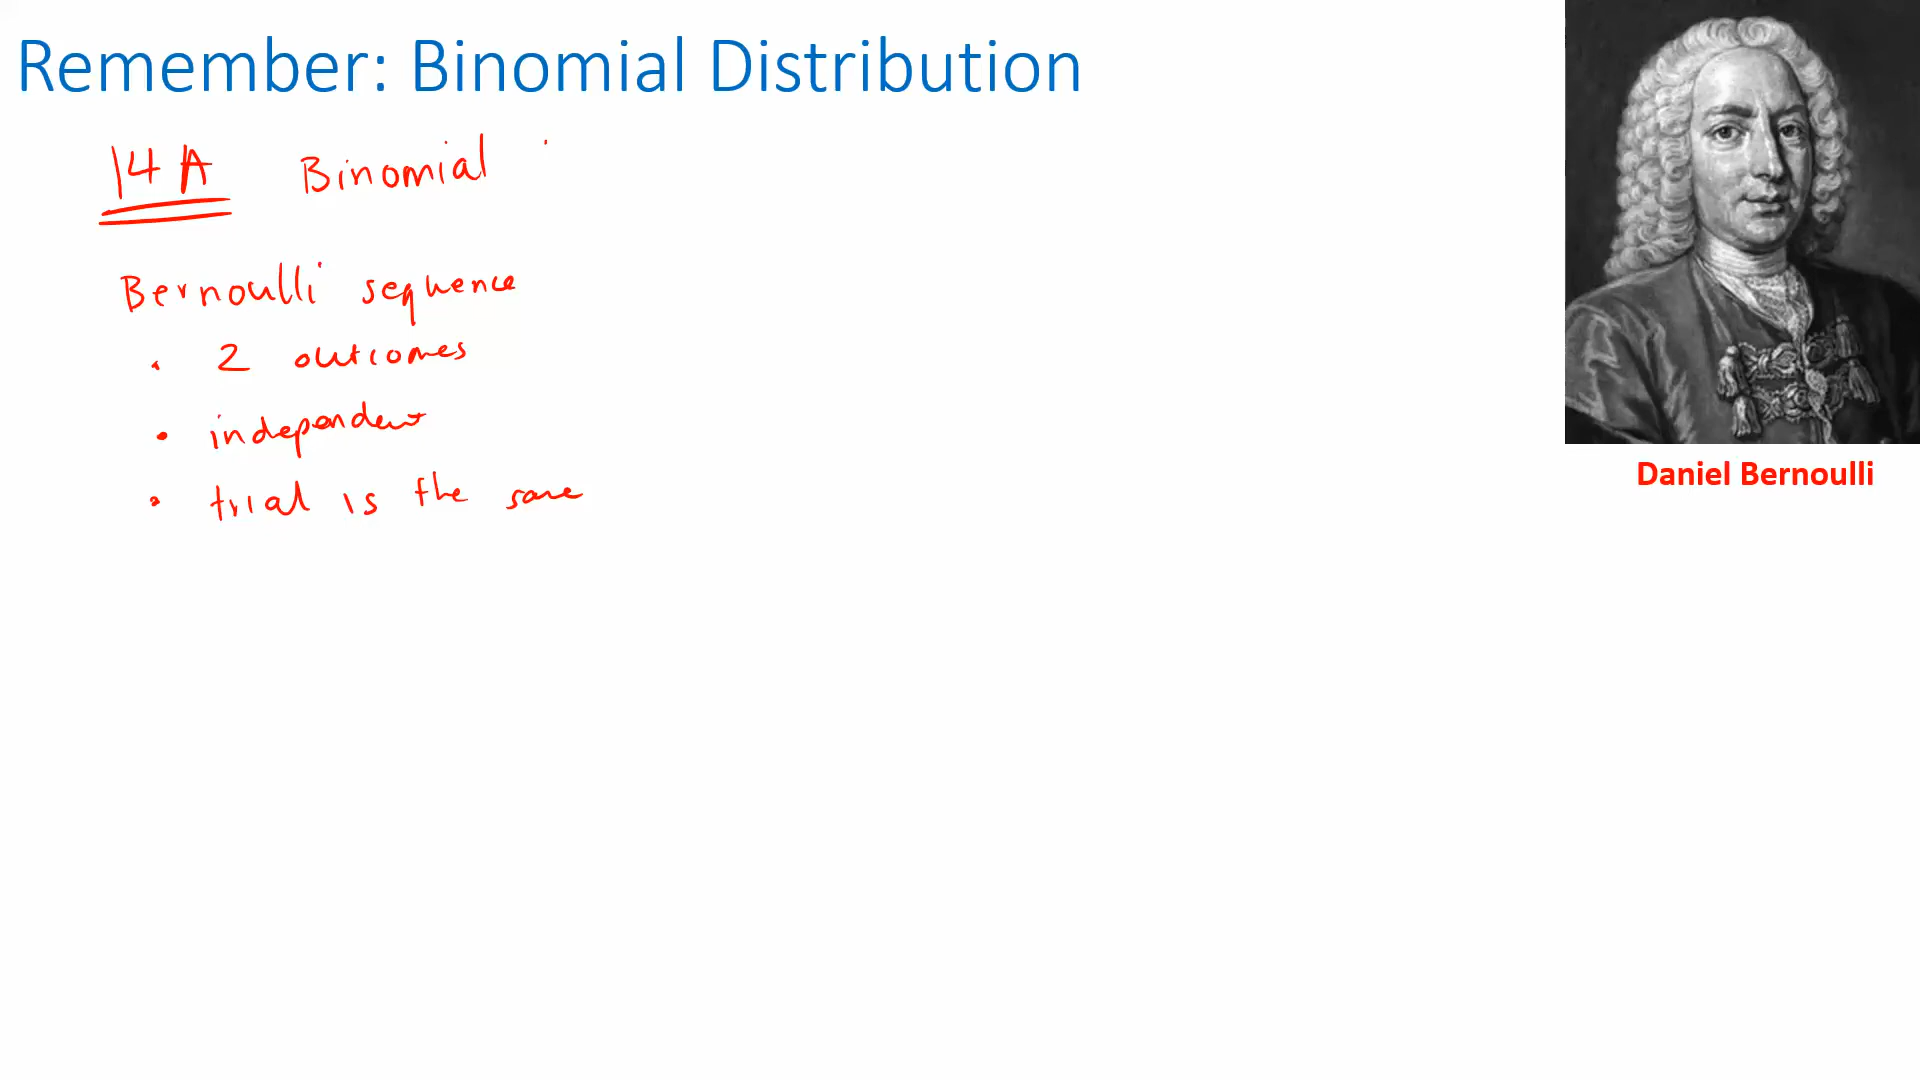 Remember: Binomial Distribution
14A Binomial
Bernoulli sequence
• 2 outcomes
• independent
• trial is the same
Daniel Bernoulli